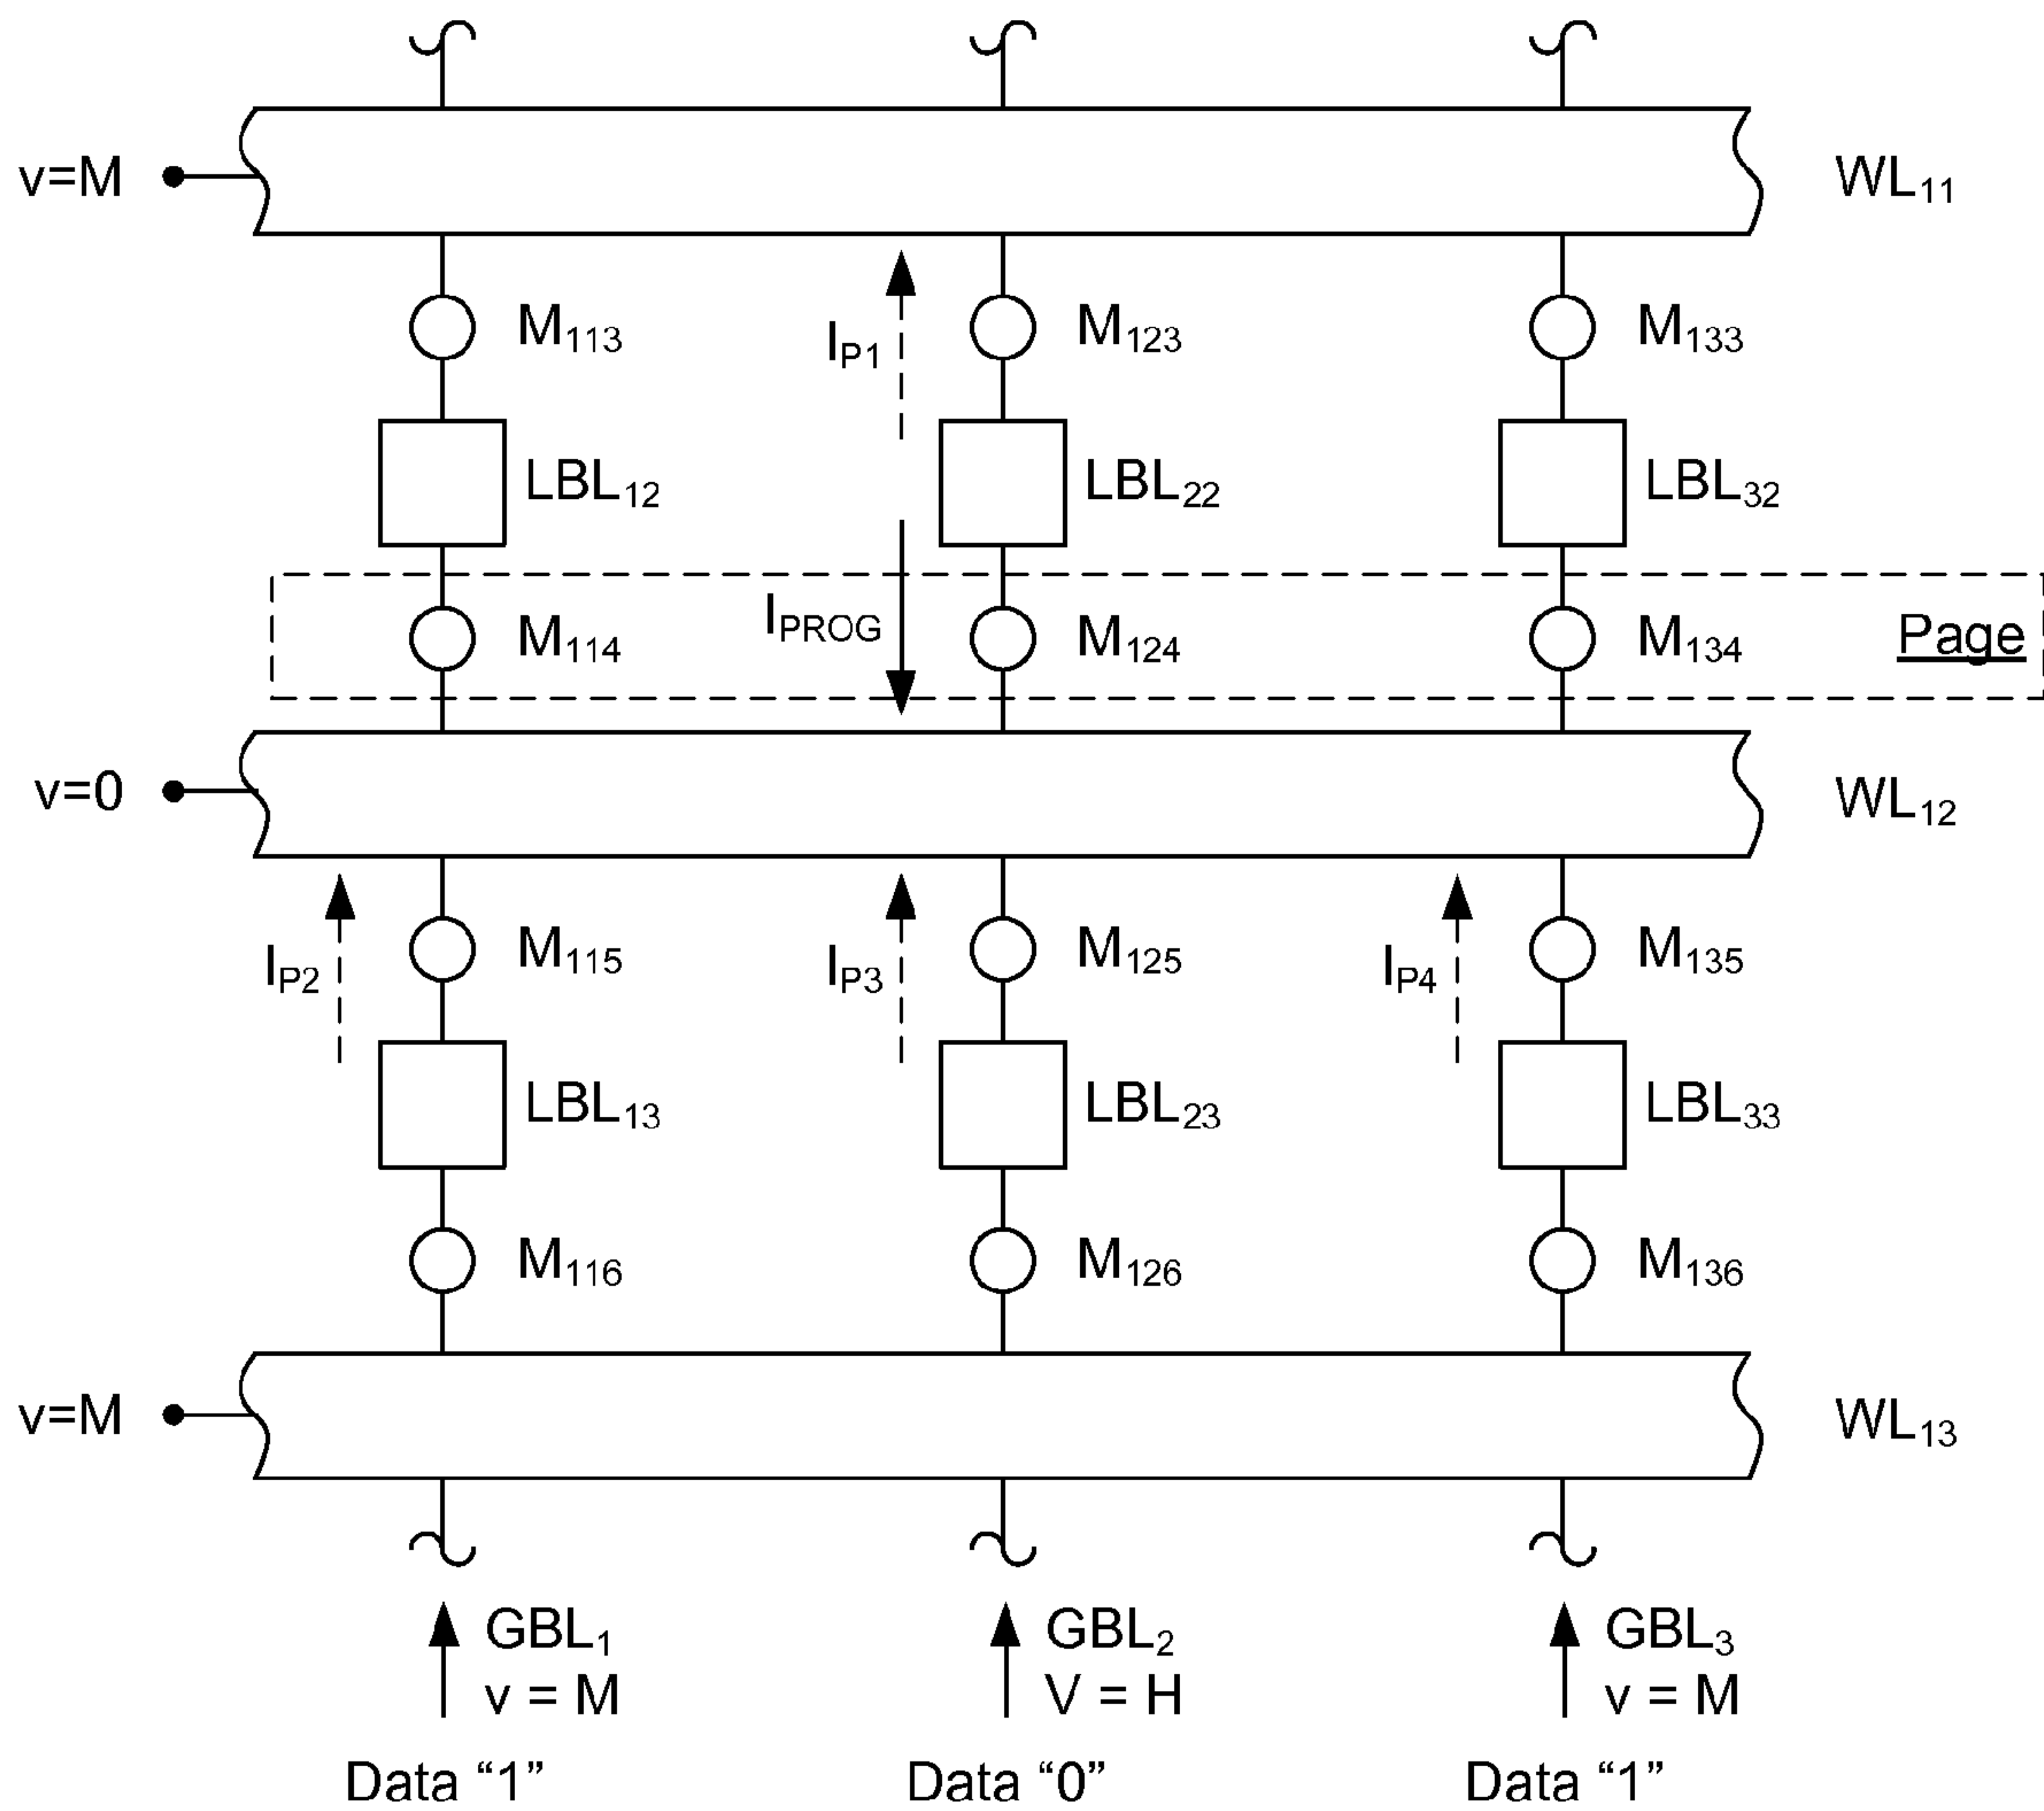 v=M WL11
M113 IP1 M123 M133
LBL12 LBL22 LBL32
M114 IPROG M124 M134 Page
v=0 WL12
IP2 M115 IP3 M125 IP4 M135
LBL13 LBL23 LBL33
M116 M126 M136
v=M WL13
GBL1 GBL2 GBL3
v = M V = H v = M
Data “1” Data “0” Data “1”